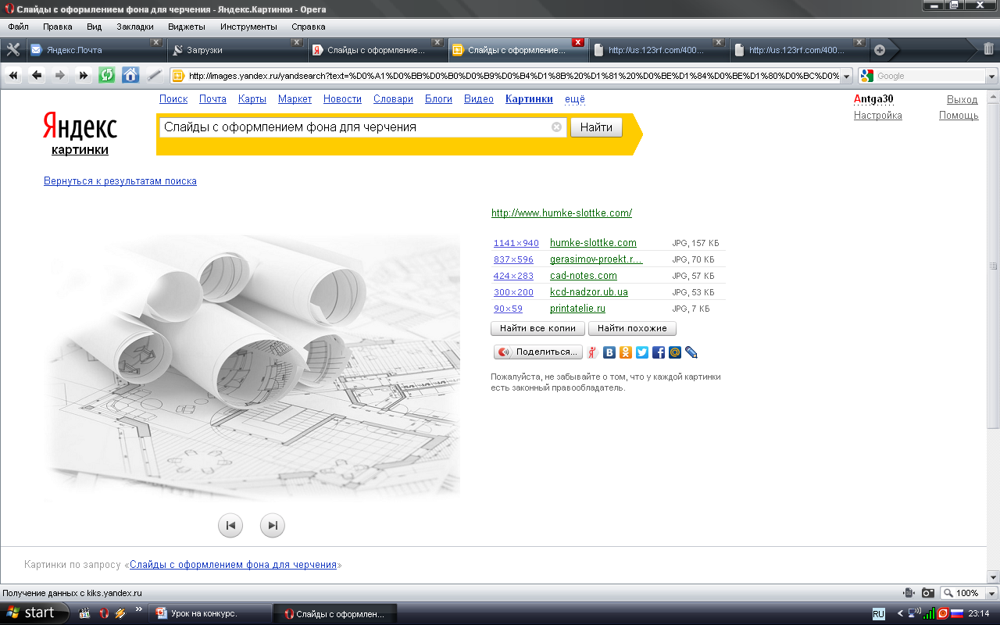 Слайды с оформлением фона для черчения - Яндекс.Картинки - Opera
Файл Правка Вид Закладки Виджеты Инструменты Справка
Яндекс.Почта Загрузки Слайды с оформление... Слайды с оформление... http://us.123rf.com/400... http://us.123rf.com/400...
http://images.yandex.ru/yandsearch?text=%D0%A1%D0%BB%D0%B0%D0%B9%D0%B4%D1%8B%20%D1%81%20%D0%BE%D1%84%D0%BE%D1%80%D0%BC%D0% Google
Поиск Почта Карты Маркет Новости Словари Блоги Видео Картинки ещё Antga30 Выход
Настройка Помощь
Яндекс
картинки
Слайды с оформлением фона для черчения Найти
Вернуться к результатам поиска
http://www.humke-slottke.com/
1141×940 humke-slottke.com JPG, 157 КБ
837×596 gerasimov-proekt.r... JPG, 70 КБ
424×283 cad-notes.com JPG, 57 КБ
300×200 kcd-nadzor.ub.ua JPG, 53 КБ
90×59 printatelie.ru JPG, 7 КБ
Найти все копии Найти похожие
Поделиться...
Пожалуйста, не забывайте о том, что у каждой картинки
есть законный правообладатель.
Картинки по запросу «Слайды с оформлением фона для черчения»
Получение данных с kiks.yandex.ru 100%
start Урок на конкурс. Слайды с оформлен... RU 23:14